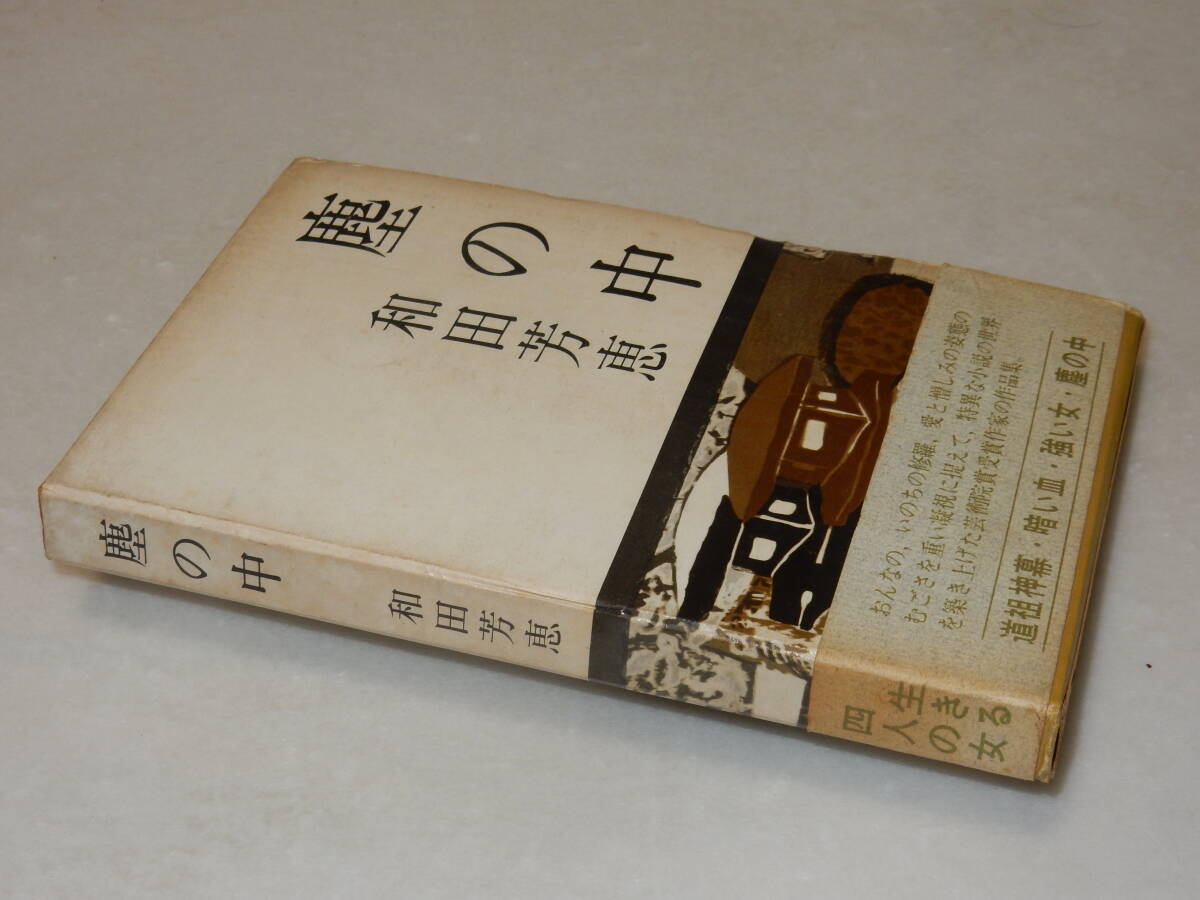 塵の中
和田芳恵
おんなの、いのちの修羅、愛と憎しみの姿態の
むごさを重い凝視に捉えて、特異な小説の世界
を築き上げた芸術院賞受賞作家の作品集。
道祖神幕・暗い血・強い女・塵の中
塵の中
和田芳恵
生きる
四人の女